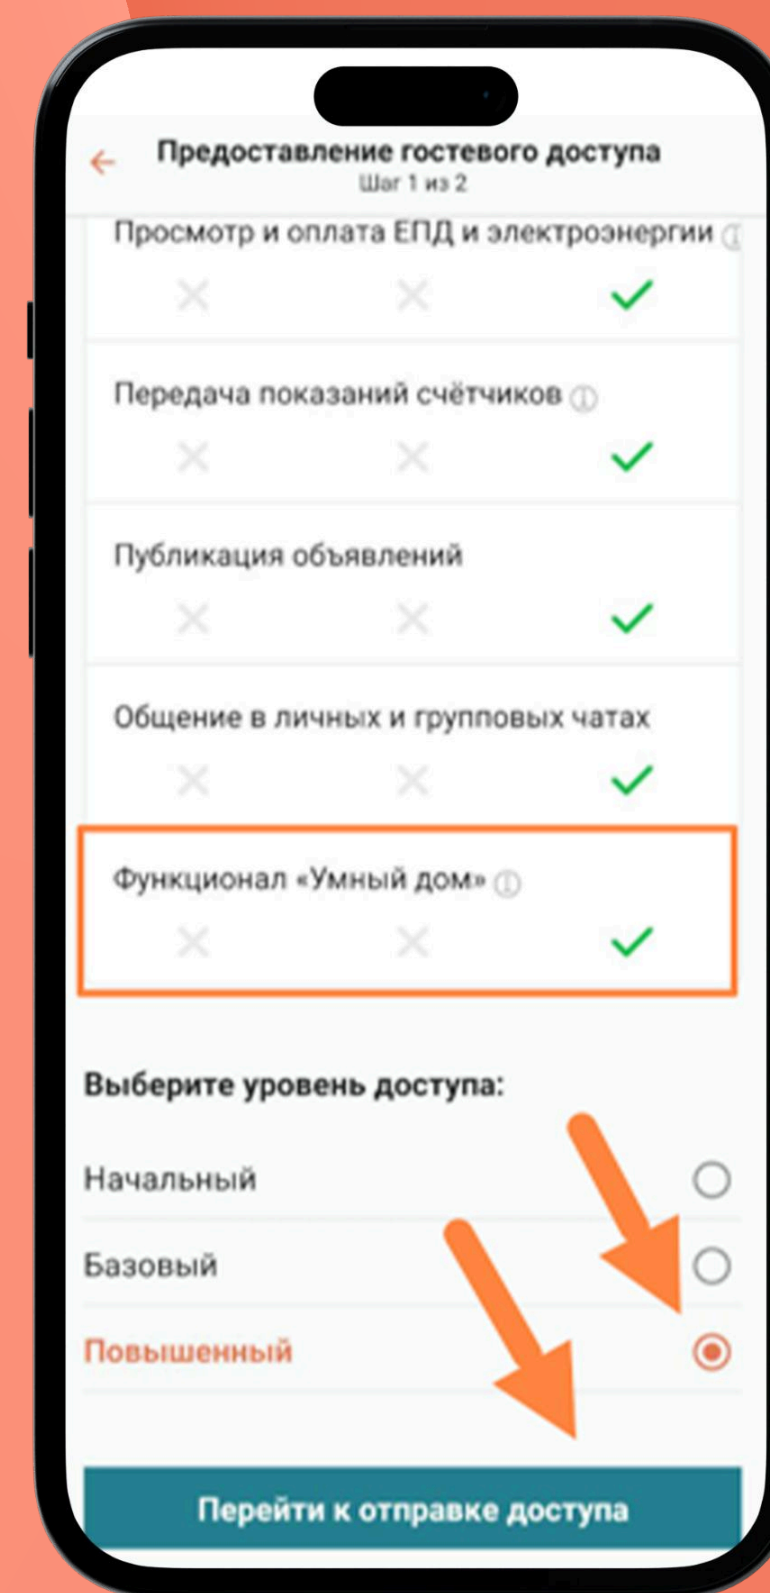 Предоставление гостевого доступа
Шаг 1 из 2
Просмотр и оплата ЕПД и электроэнергии
Передача показаний счётчиков
Публикация объявлений
Общение в личных и групповых чатах
Функционал «Умный дом»
Выберите уровень доступа:
Начальный
Базовый
Повышенный
Перейти к отправке доступа